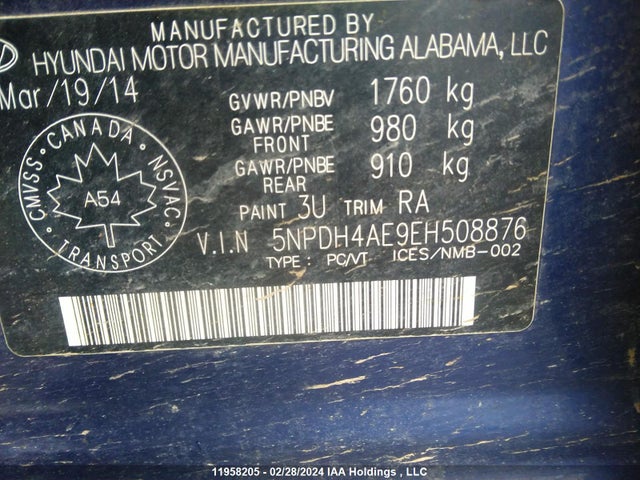 MANUFACTURED BY
HYUNDAI MOTOR MANUFACTURING ALABAMA, LLC
Mar/19/14
GVWR/PNBV 1760 kg
GAWR/PNBE FRONT 980 kg
GAWR/PNBE REAR 910 kg
PAINT 3U TRIM RA
V.I.N 5NPDH4AE9EH508876
TYPE : PC/VT ICES/NMB-002
CMVSS · CANADA · NSVAC
A54
TRANSPORT
11958205 - 02/28/2024 IAA Holdings , LLC